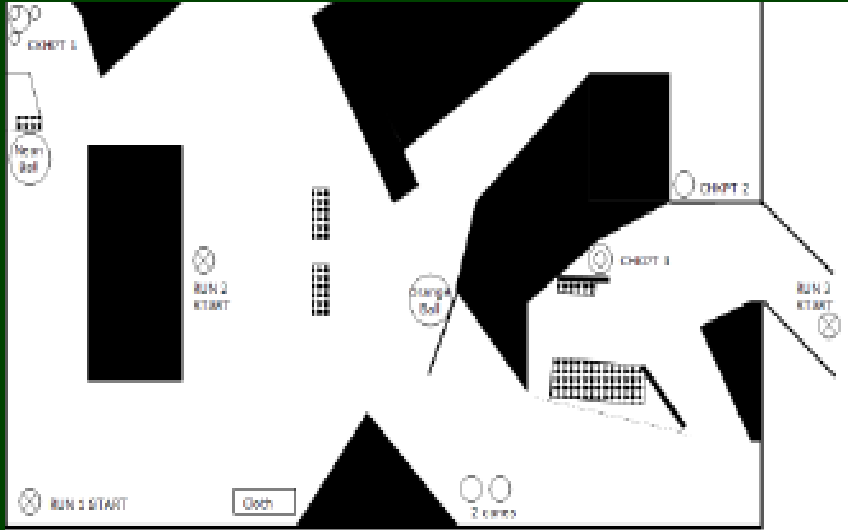 CHKPT 1
Neon
Ball
CHKPT 2
CHKPT 3
Orange
Ball
RUN 2
START
RUN 3
START
RUN 1 START
Cloth
2 cones